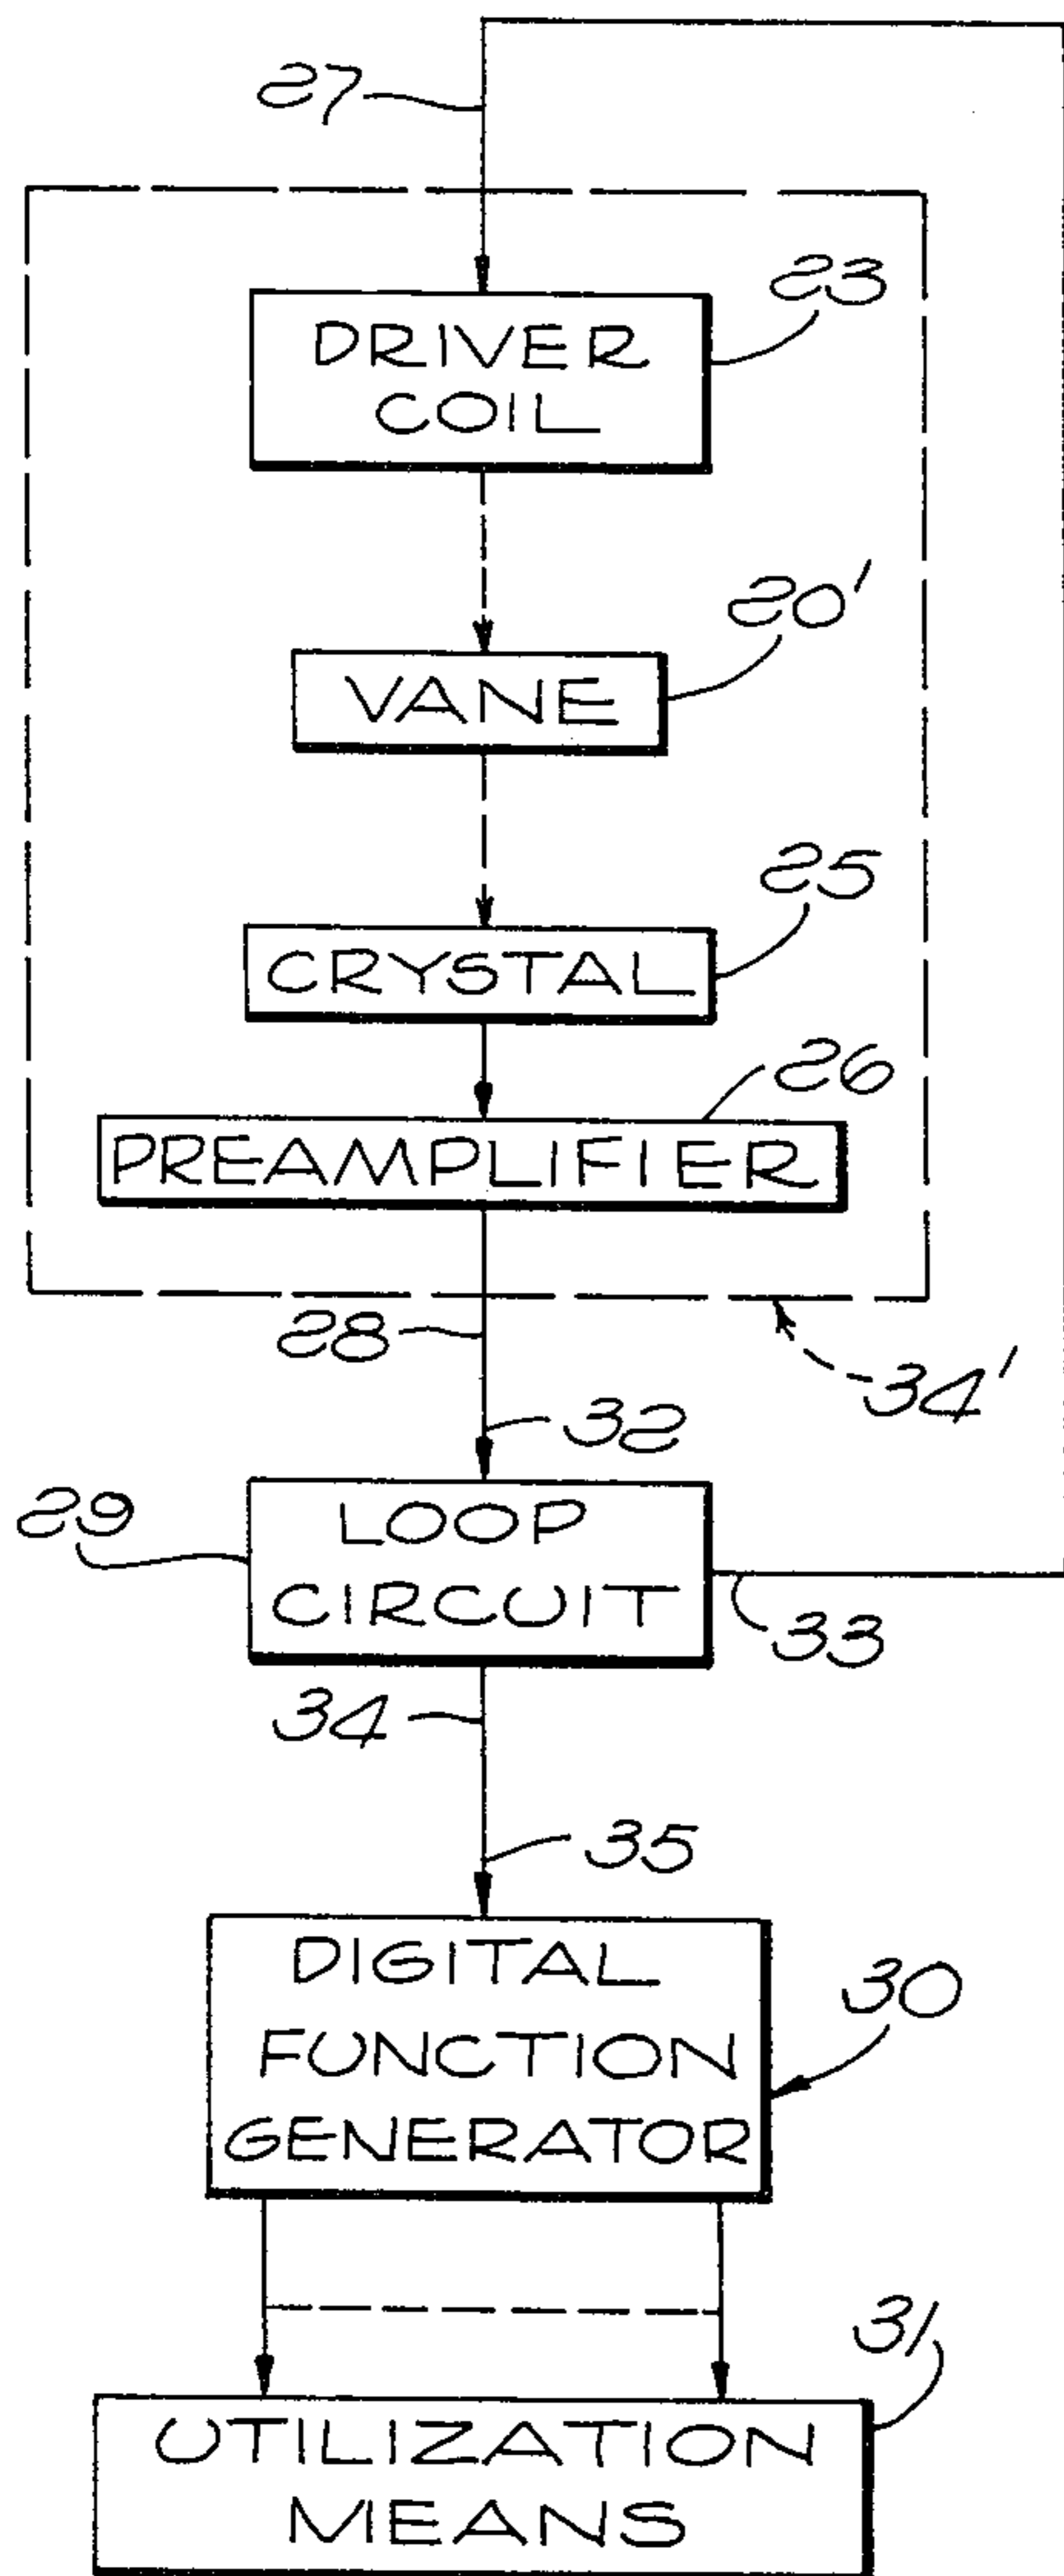 27
23
DRIVER
COIL
20'
VANE
25
CRYSTAL
26
PREAMPLIFIER
28
34'
32
29
LOOP
CIRCUIT
33
34
35
DIGITAL
FUNCTION
GENERATOR
30
31
UTILIZATION
MEANS